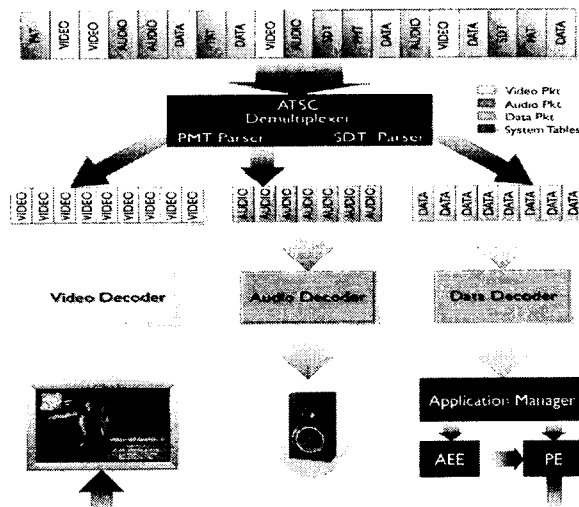 PAT VIDEO VIDEO AUDIO AUDIO DATA PAT DATA VIDEO AUDIO SDT PMT DATA AUDIO VIDEO DATA SDT PAT DATA
ATSC
Demultiplexer
PMT Parser SDT Parser
Video Pkt
Audio Pkt
Data Pkt
System Tables
VIDEO VIDEO VIDEO VIDEO VIDEO VIDEO VIDEO VIDEO
AUDIO AUDIO AUDIO AUDIO AUDIO AUDIO AUDIO
DATA DATA DATA DATA DATA DATA DATA DATA
Video Decoder
Audio Decoder
Data Decoder
Application Manager
AEE
PE